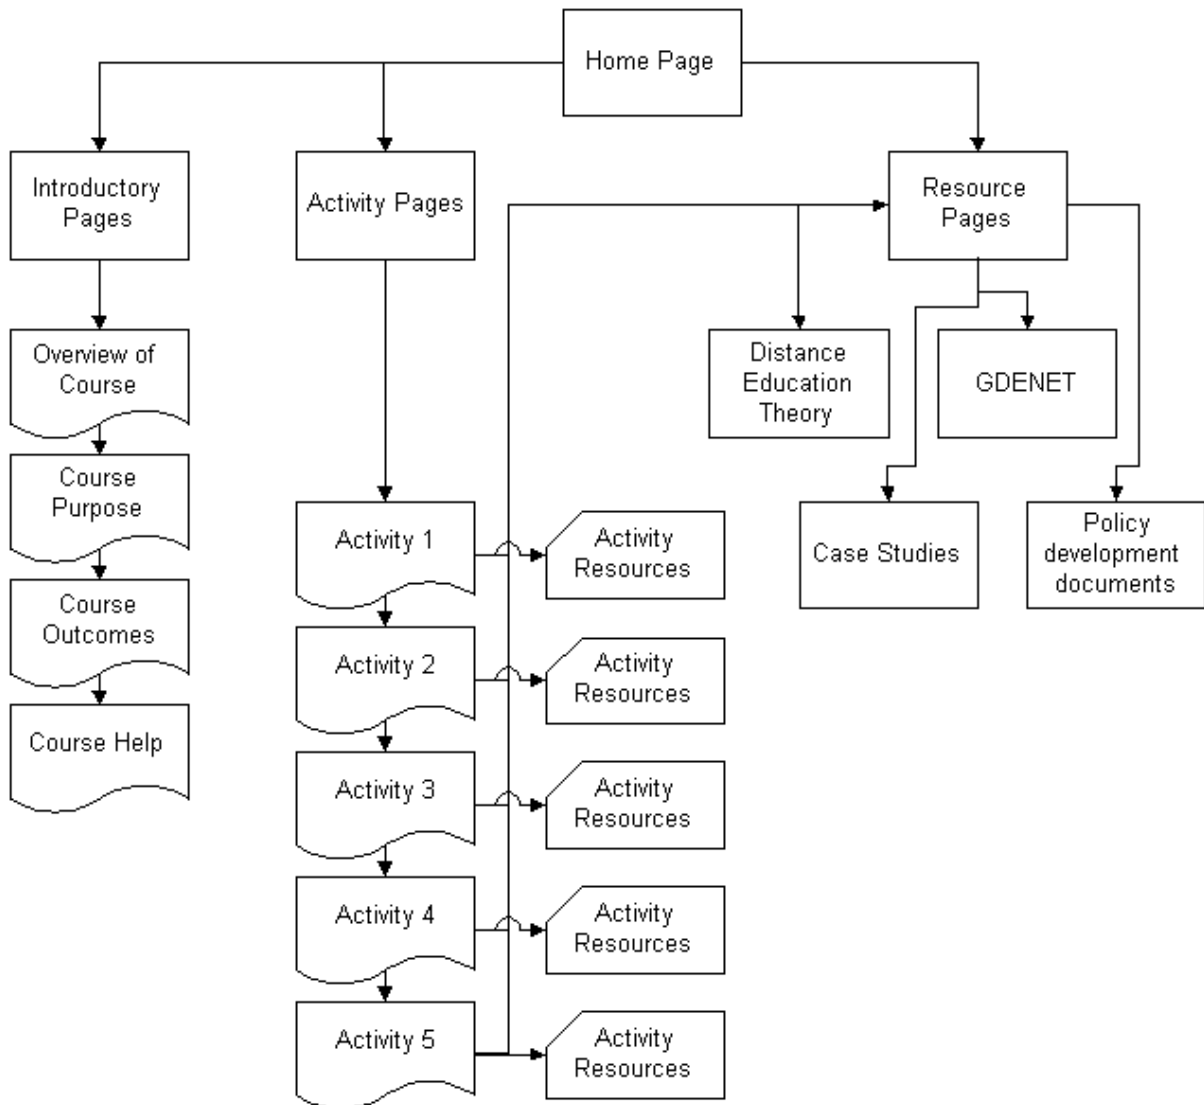 Home Page
Introductory
Pages
Activity Pages
Resource
Pages
Overview of
Course
Distance
Education
Theory
GDENET
Course
Purpose
Case Studies
Policy
development
documents
Activity 1
Activity
Resources
Course
Outcomes
Activity 2
Activity
Resources
Course Help
Activity 3
Activity
Resources
Activity 4
Activity
Resources
Activity 5
Activity
Resources